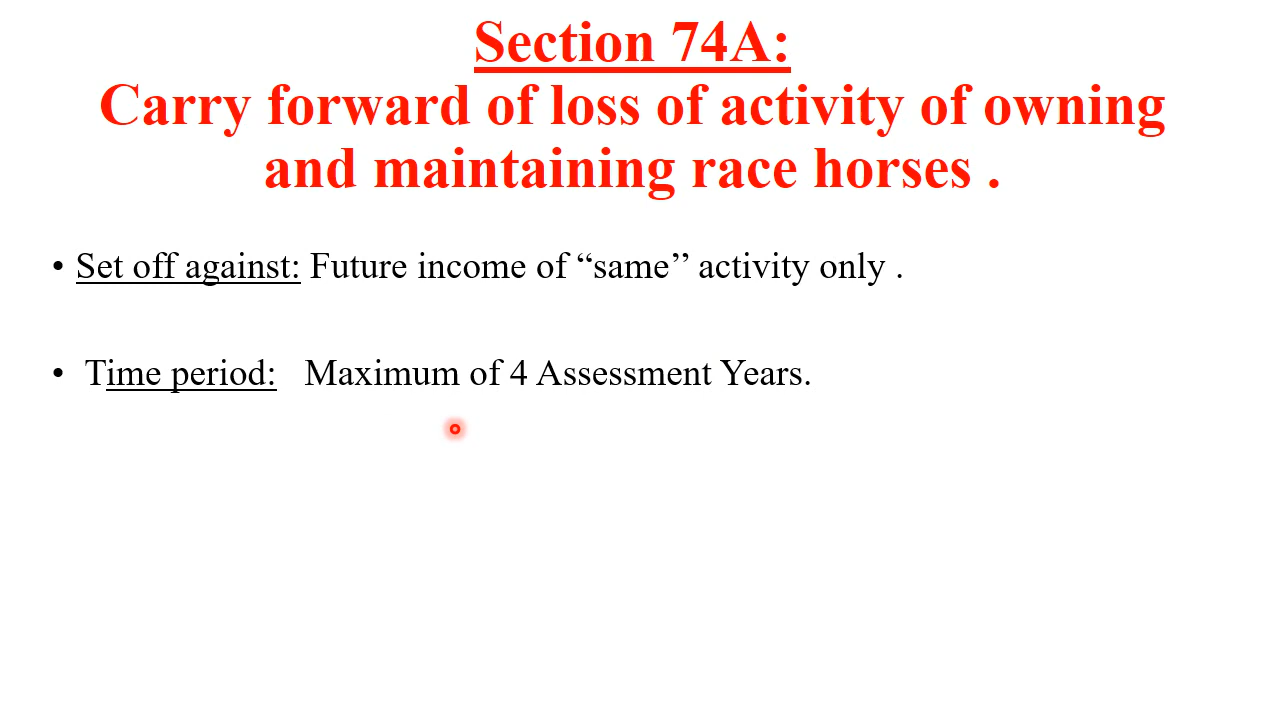 Section 74A:
Carry forward of loss of activity of owning
and maintaining race horses .
• Set off against: Future income of “same’’ activity only .
• Time period: Maximum of 4 Assessment Years.